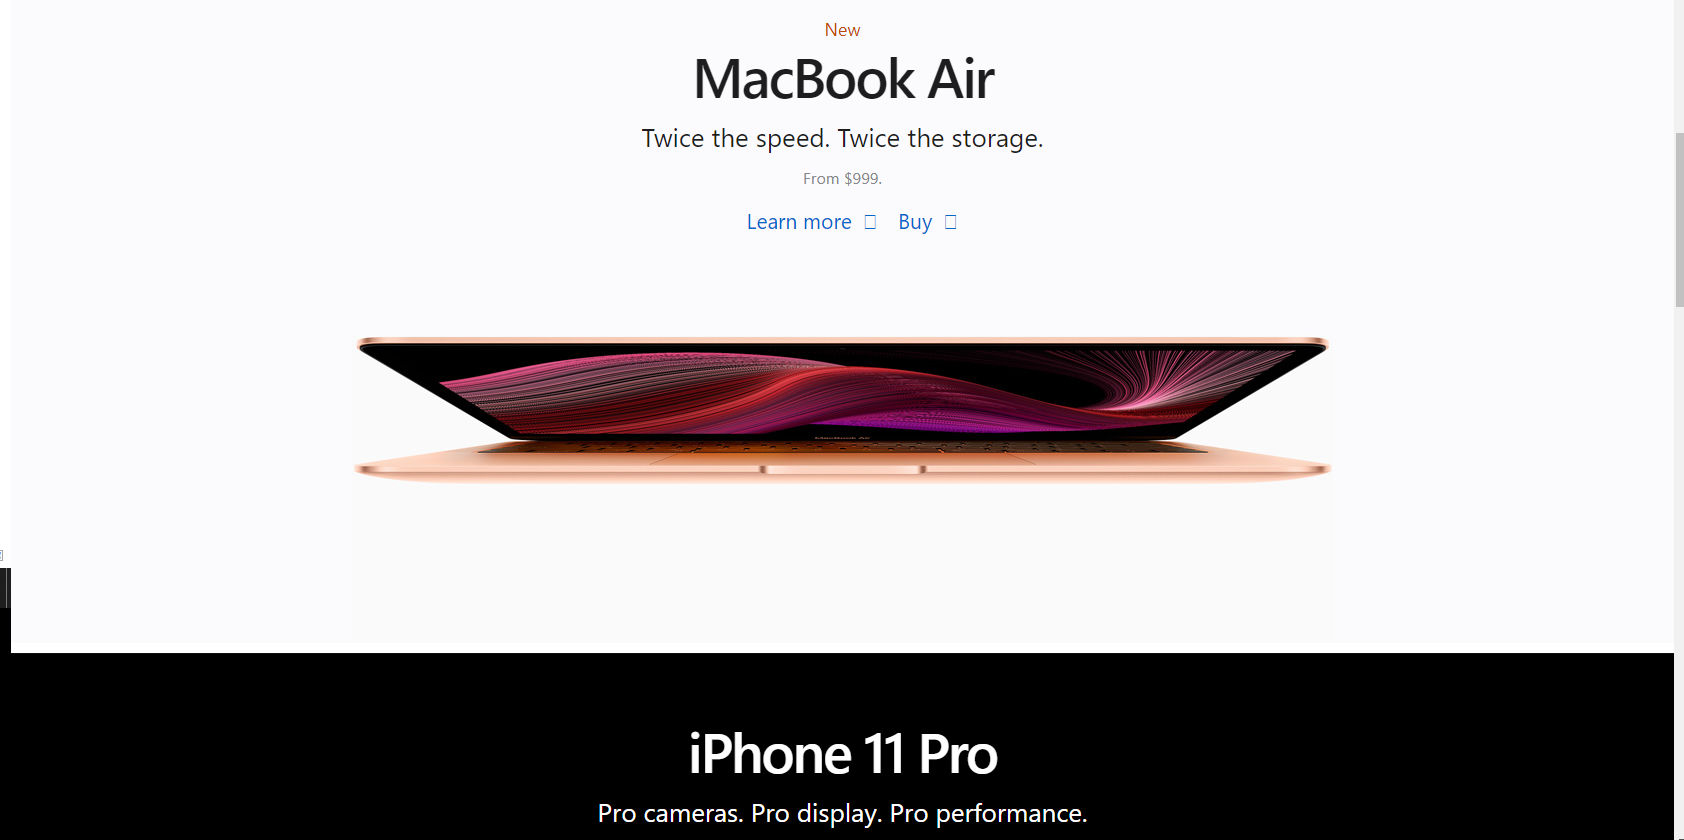 New
MacBook Air
Twice the speed. Twice the storage.
From $999.
Learn more Buy
MacBook Air
iPhone 11 Pro
Pro cameras. Pro display. Pro performance.